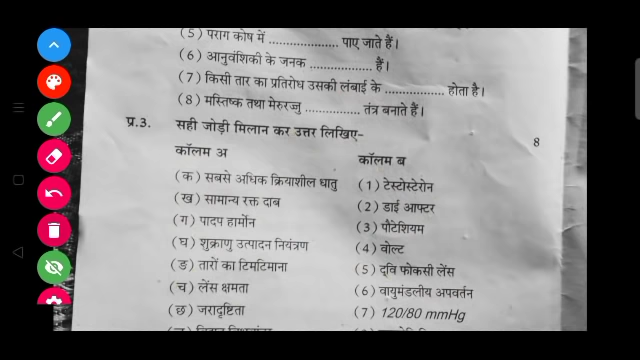 (5) पराग कोष में ................... पाए जाते हैं।
(6) आनुवंशिकी के जनक ................. हैं।
(7) किसी तार का प्रतिरोध उसकी लंबाई के ................ होता है।
(8) मस्तिष्क तथा मेरुरज्जु ............... तंत्र बनाते हैं।
प्र.3. सही जोड़ी मिलान कर उत्तर लिखिए- 8
कॉलम अ कॉलम ब
(क) सबसे अधिक क्रियाशील धातु (1) टेस्टोस्टेरोन
(ख) सामान्य रक्त दाब (2) डाई आफ्टर
(ग) पादप हार्मोन (3) पौटेशियम
(घ) शुक्राणु उत्पादन नियंत्रण (4) वोल्ट
(ङ) तारों का टिमटिमाना (5) द्वि फोकसी लेंस
(च) लेंस क्षमता (6) वायुमंडलीय अपवर्तन
(छ) जरादृष्टिता (7) 120/80 mmHg